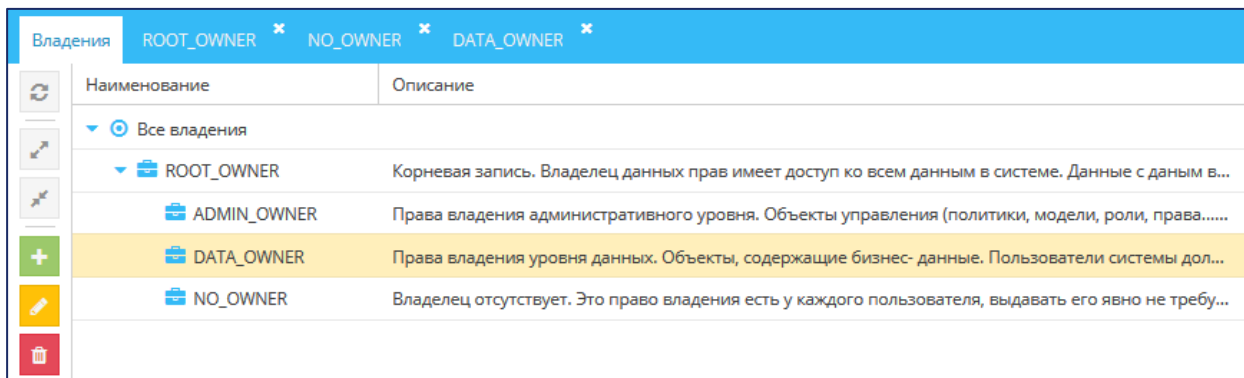 Владения ROOT_OWNER NO_OWNER DATA_OWNER
Наименование Описание
Все владения
ROOT_OWNER Корневая запись. Владелец данных прав имеет доступ ко всем данным в системе. Данные с даным в...
ADMIN_OWNER Права владения административного уровня. Объекты управления (политики, модели, роли, права......
DATA_OWNER Права владения уровня данных. Объекты, содержащие бизнес- данные. Пользователи системы дол...
NO_OWNER Владелец отсутствует. Это право владения есть у каждого пользователя, выдавать его явно не требу...